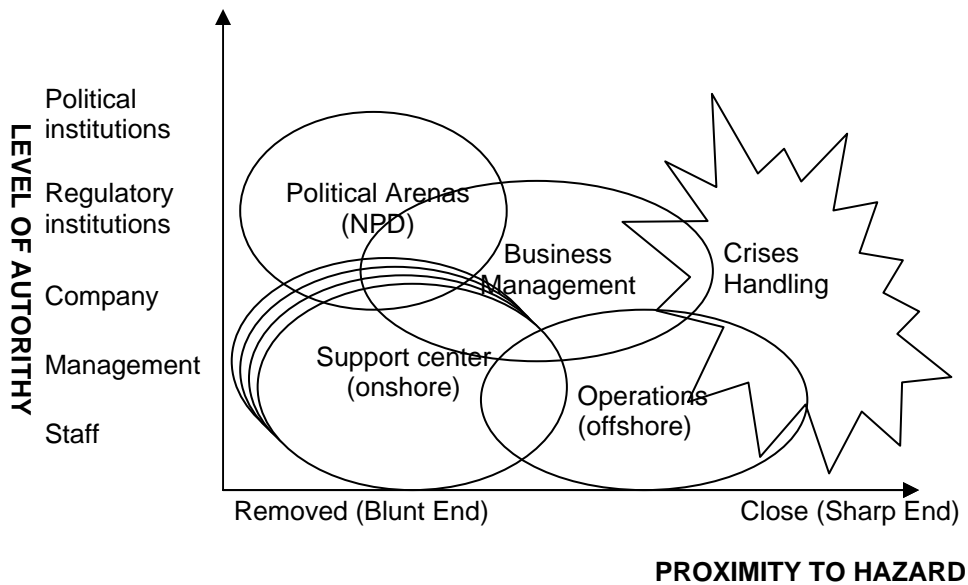 LEVEL OF AUTORITHY
Political
institutions
Regulatory
institutions
Company
Management
Staff
Political Arenas
(NPD)
Business
Management
Crises
Handling
Support center
(onshore)
Operations
(offshore)
Removed (Blunt End)
Close (Sharp End)
PROXIMITY TO HAZARD